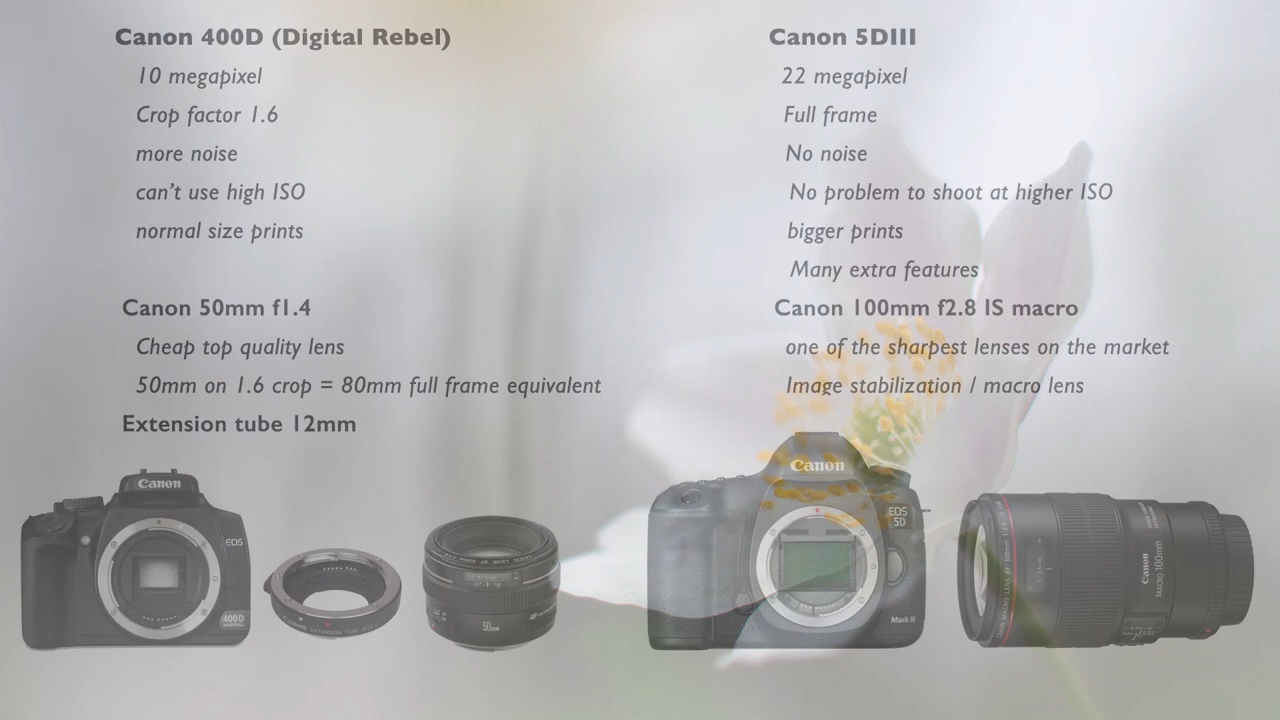 Canon 400D (Digital Rebel)
10 megapixel
Crop factor 1.6
more noise
can't use high ISO
normal size prints
Canon 50mm f1.4
Cheap top quality lens
50mm on 1.6 crop = 80mm full frame equivalent
Extension tube 12mm
Canon 5DIII
22 megapixel
Full frame
No noise
No problem to shoot at higher ISO
bigger prints
Many extra features
Canon 100mm f2.8 IS macro
one of the sharpest lenses on the market
Image stabilization / macro lens
Canon
EOS
400D
DIGITAL
50mm
Canon
EOS
5D
Mark III
Canon
MACRO 100mm